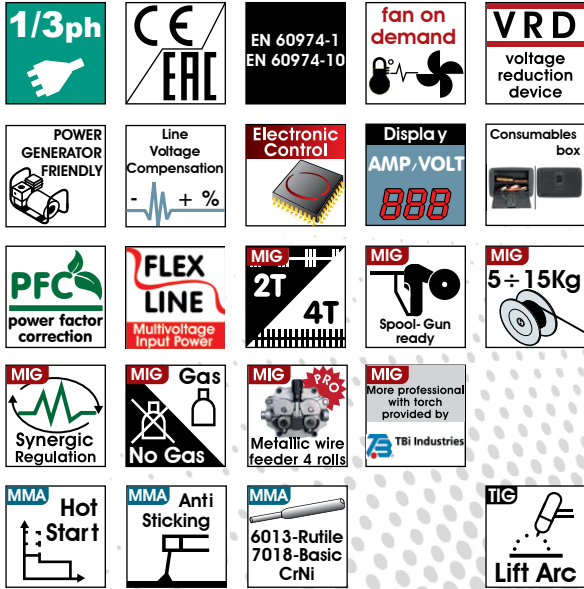 1/3ph
CE
EAC
EN 60974-1
EN 60974-10
fan on
demand
VRD
voltage
reduction
device
POWER
GENERATOR
FRIENDLY
Line
Voltage
Compensation
- + %
Electronic
Control
Display
AMP/VOLT
888
Consumables
box
PFC
power factor
correction
FLEX
LINE
Multivoltage
Input Power
MIG
2T
4T
MIG
Spool-Gun
ready
MIG
5÷15Kg
MIG
Synergic
Regulation
MIG
Gas
No Gas
MIG
PRO
Metallic wire
feeder 4 rolls
MIG
More professional
with torch
provided by
TBi Industries
MMA
Hot
Start
MMA
Anti
Sticking
MMA
6013-Rutile
7018-Basic
CrNi
TIG
Lift Arc